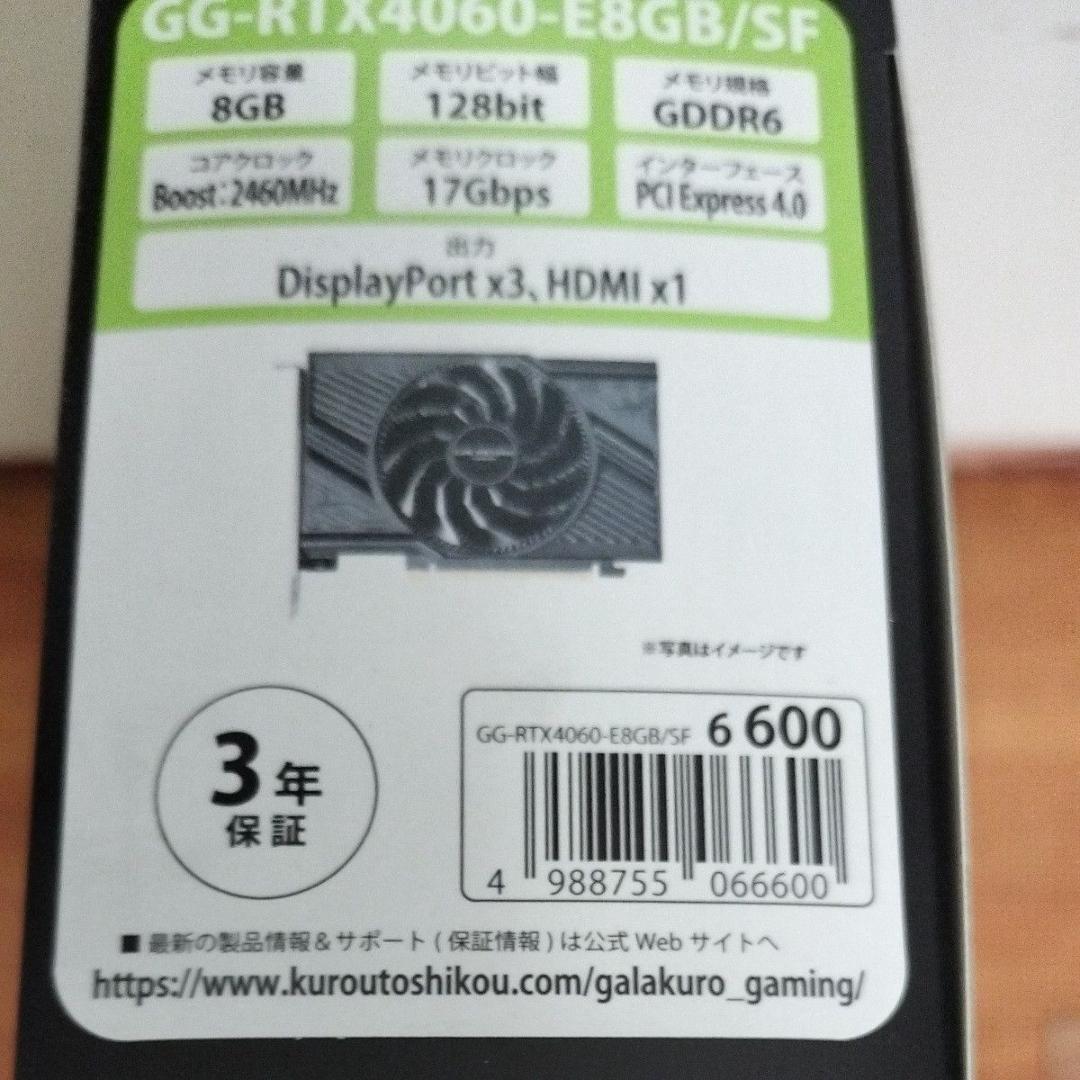 GG-RTX4060-E8GB/SF
メモリ容量 メモリビット幅 メモリ規格
8GB 128bit GDDR6
コアクロック メモリクロック インターフェース
Boost:2460MHz 17Gbps PCI Express 4.0
出力
DisplayPort x3、HDMI x1
※写真はイメージです
3年
保証
GG-RTX4060-E8GB/SF 6 600
4 988755 066600
■ 最新の製品情報&サポート(保証情報)は公式 Web サイトへ
https://www.kuroutoshikou.com/galakuro_gaming/